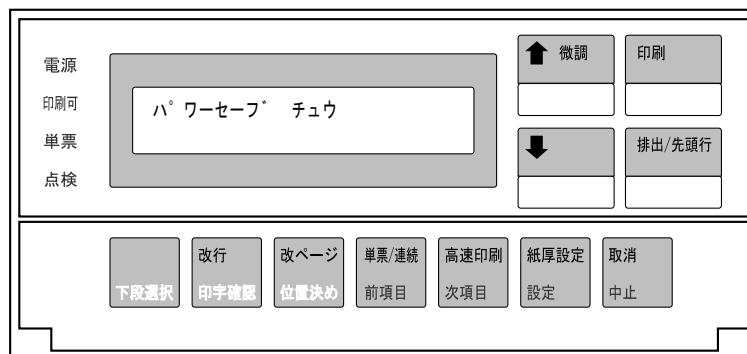 電源
印刷可
単票
点検
パワーセーブ チュウ
微調
印刷
排出/先頭行
下段選択
改行
印字確認
改ページ
位置決め
単票/連続
前項目
高速印刷
次項目
紙厚設定
設定
取消
中止